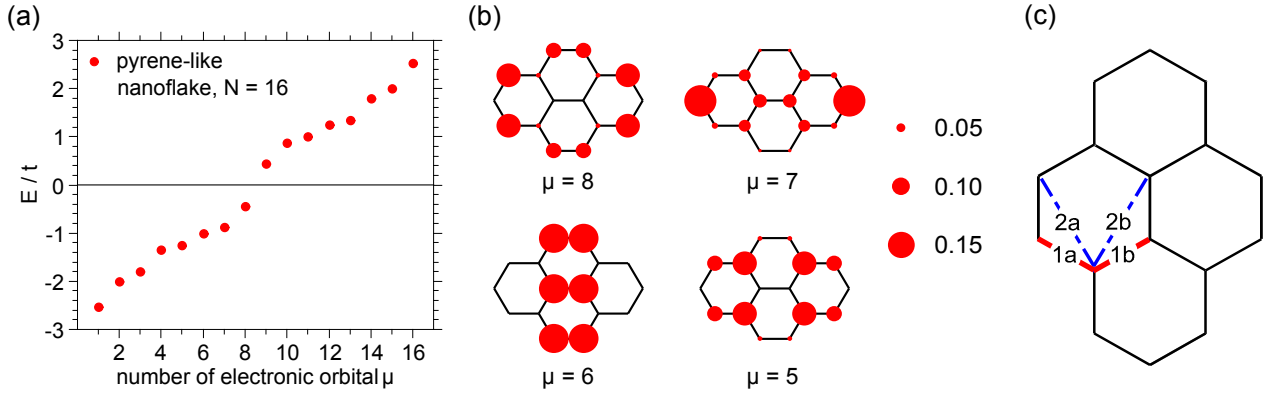 (a)
3
2
1
0
-1
-2
-3
E / t
pyrene-like
nanoflake, N = 16
2 4 6 8 10 12 14 16
number of electronic orbital μ
(b)
μ = 8
μ = 7
μ = 6
μ = 5
0.05
0.10
0.15
(c)
2a 2b
1a 1b